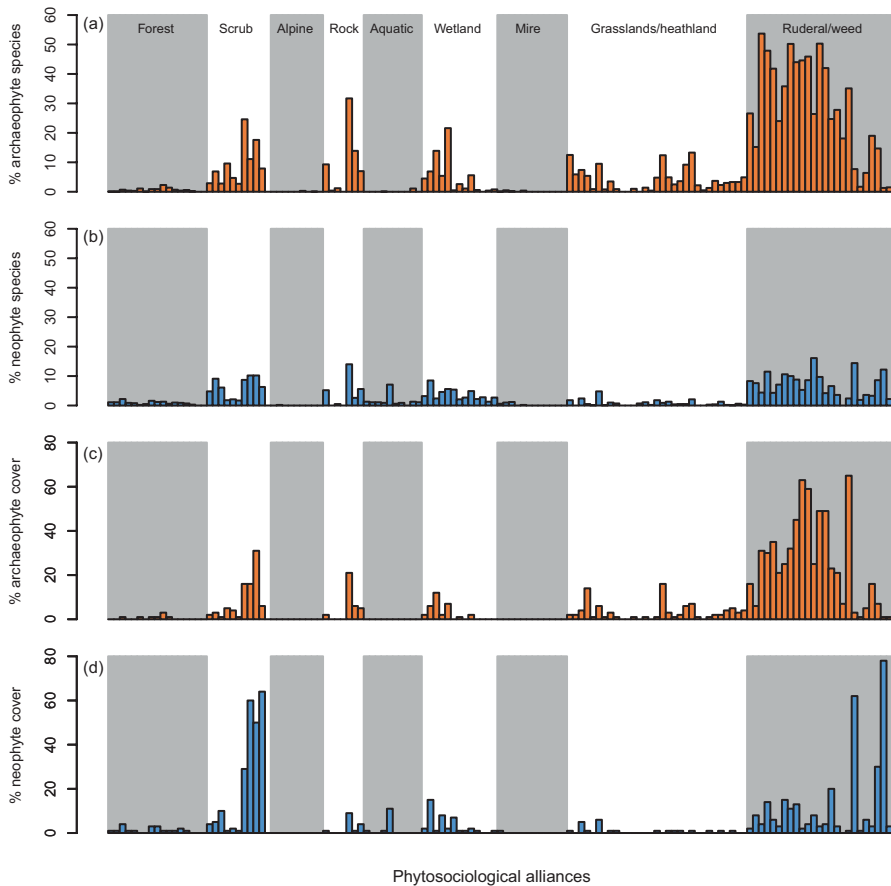 (a)
Forest Scrub Alpine Rock Aquatic Wetland Mire Grasslands/heathland Ruderal/weed
% archaeophyte species
60
50
40
30
20
10
0
(b)
% neophyte species
60
50
40
30
20
10
0
(c)
% archaeophyte cover
80
60
40
20
0
(d)
% neophyte cover
80
60
40
20
0
Phytosociological alliances